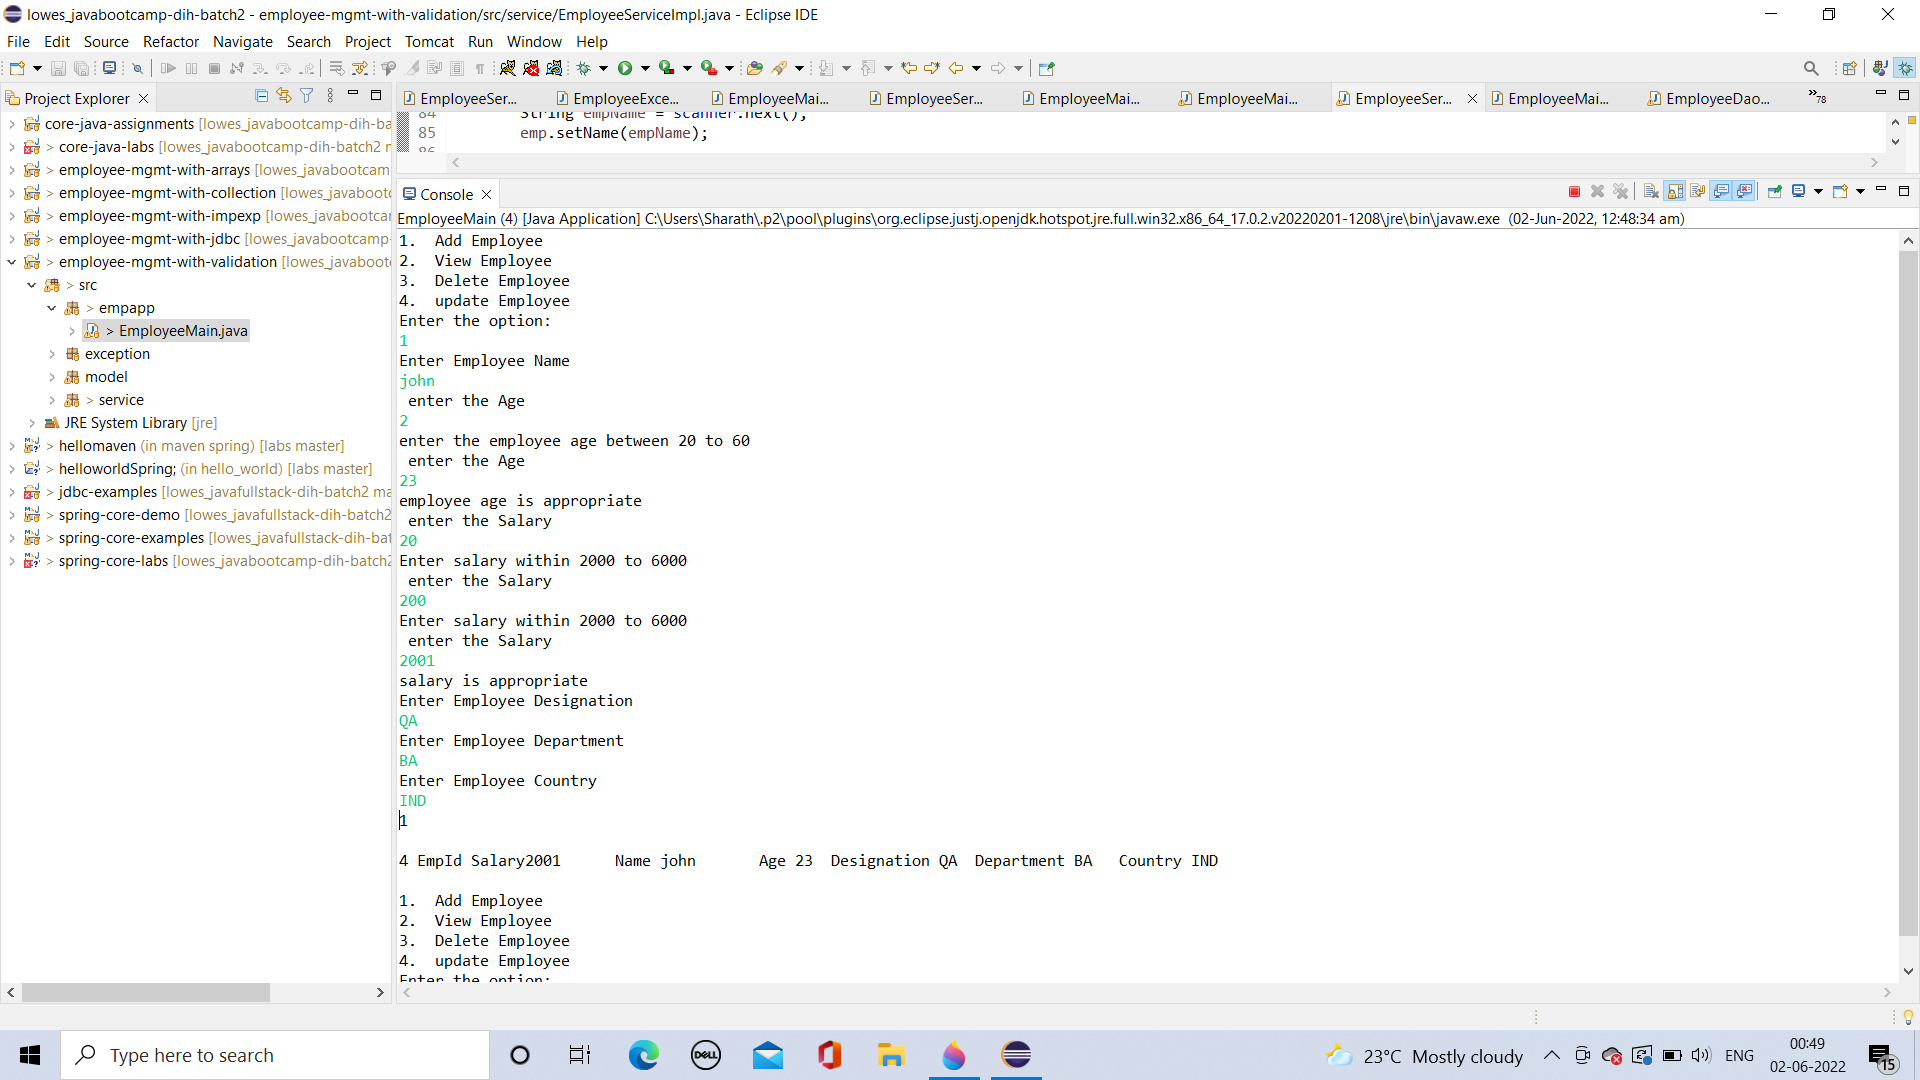 lowes_javabootcamp-dih-batch2 - employee-mgmt-with-validation/src/service/EmployeeServiceImpl.java - Eclipse IDE
File Edit Source Refactor Navigate Search Project Tomcat Run Window Help
Project Explorer
core-java-assignments [lowes_javabootcamp-dih-ba
> core-java-labs [lowes_javabootcamp-dih-batch2 m
> employee-mgmt-with-arrays [lowes_javabootcam
> employee-mgmt-with-collection [lowes_javabootc
> employee-mgmt-with-impexp [lowes_javabootca
> employee-mgmt-with-jdbc [lowes_javabootcamp-
> employee-mgmt-with-validation [lowes_javaboot
> src
> empapp
> EmployeeMain.java
exception
model
> service
JRE System Library [jre]
> hellomaven (in maven spring) [labs master]
> helloworldSpring; (in hello_world) [labs master]
> jdbc-examples [lowes_javafullstack-dih-batch2 ma
> spring-core-demo [lowes_javafullstack-dih-batch2
> spring-core-examples [lowes_javafullstack-dih-bat
> spring-core-labs [lowes_javabootcamp-dih-batch2
EmployeeSer... EmployeeExce... EmployeeMai... EmployeeSer... EmployeeMai... EmployeeMai... EmployeeSer... EmployeeMai... EmployeeDao... »78
84 String empName = scanner.next();
85 emp.setName(empName);
86
Console
EmployeeMain (4) [Java Application] C:\Users\Sharath\.p2\pool\plugins\org.eclipse.justj.openjdk.hotspot.jre.full.win32.x86_64_17.0.2.v20220201-1208\jre\bin\javaw.exe (02-Jun-2022, 12:48:34 am)
1. Add Employee
2. View Employee
3. Delete Employee
4. update Employee
Enter the option:
1
Enter Employee Name
john
enter the Age
2
enter the employee age between 20 to 60
enter the Age
23
employee age is appropriate
enter the Salary
20
Enter salary within 2000 to 6000
enter the Salary
200
Enter salary within 2000 to 6000
enter the Salary
2001
salary is appropriate
Enter Employee Designation
QA
Enter Employee Department
BA
Enter Employee Country
IND
1
4 EmpId Salary2001 Name john Age 23 Designation QA Department BA Country IND
1. Add Employee
2. View Employee
3. Delete Employee
4. update Employee
Enter the option:
Type here to search
DELL
23°C Mostly cloudy
ENG
00:49
02-06-2022
15